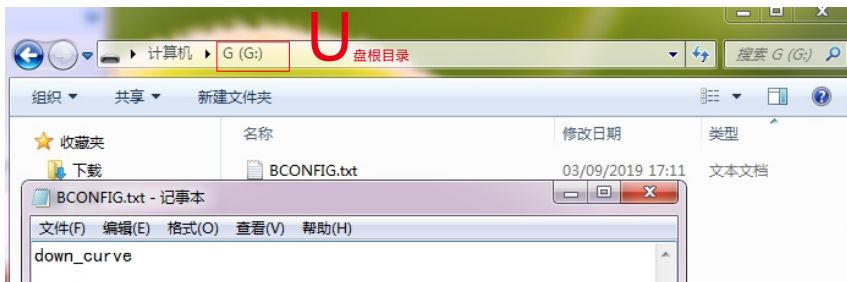 计算机 G (G:) U盘根目录 搜索 G (G:)
组织 共享 新建文件夹
收藏夹 名称 修改日期 类型
下载 BCONFIG.txt 03/09/2019 17:11 文本文档
BCONFIG.txt - 记事本
文件(F) 编辑(E) 格式(O) 查看(V) 帮助(H)
down_curve